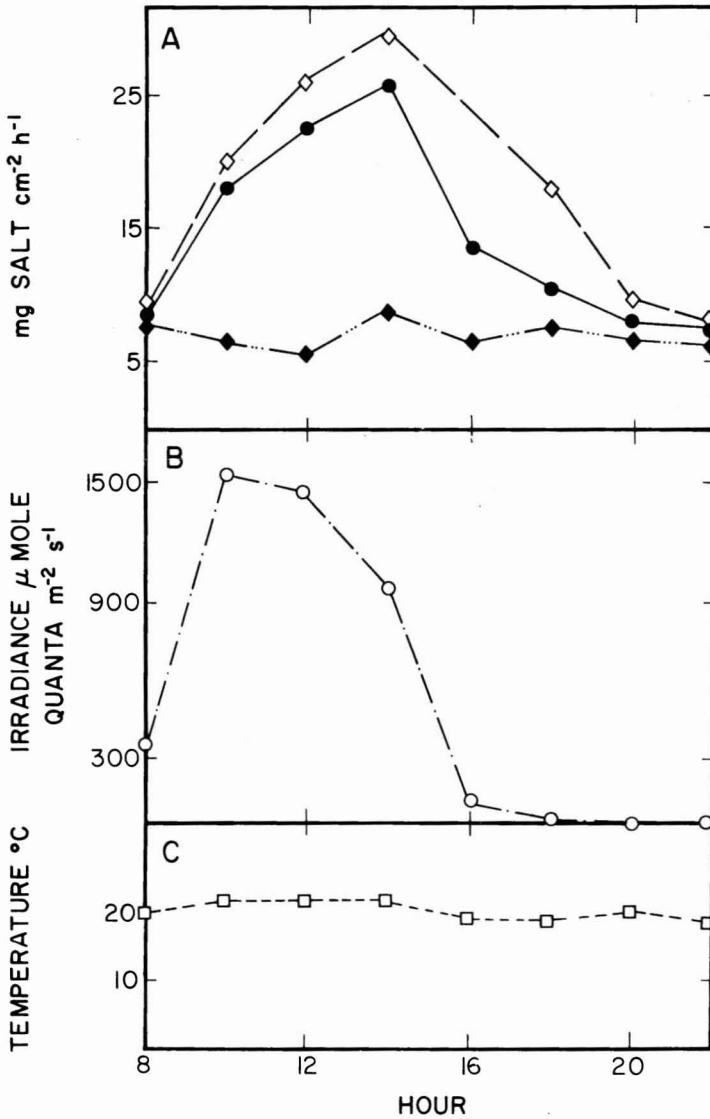 A
25
15
5
mg SALT cm⁻² h⁻¹
B
1500
900
300
IRRADIANCE μ MOLE
QUANTA m⁻² s⁻¹
C
20
10
TEMPERATURE °C
8 12 16 20
HOUR